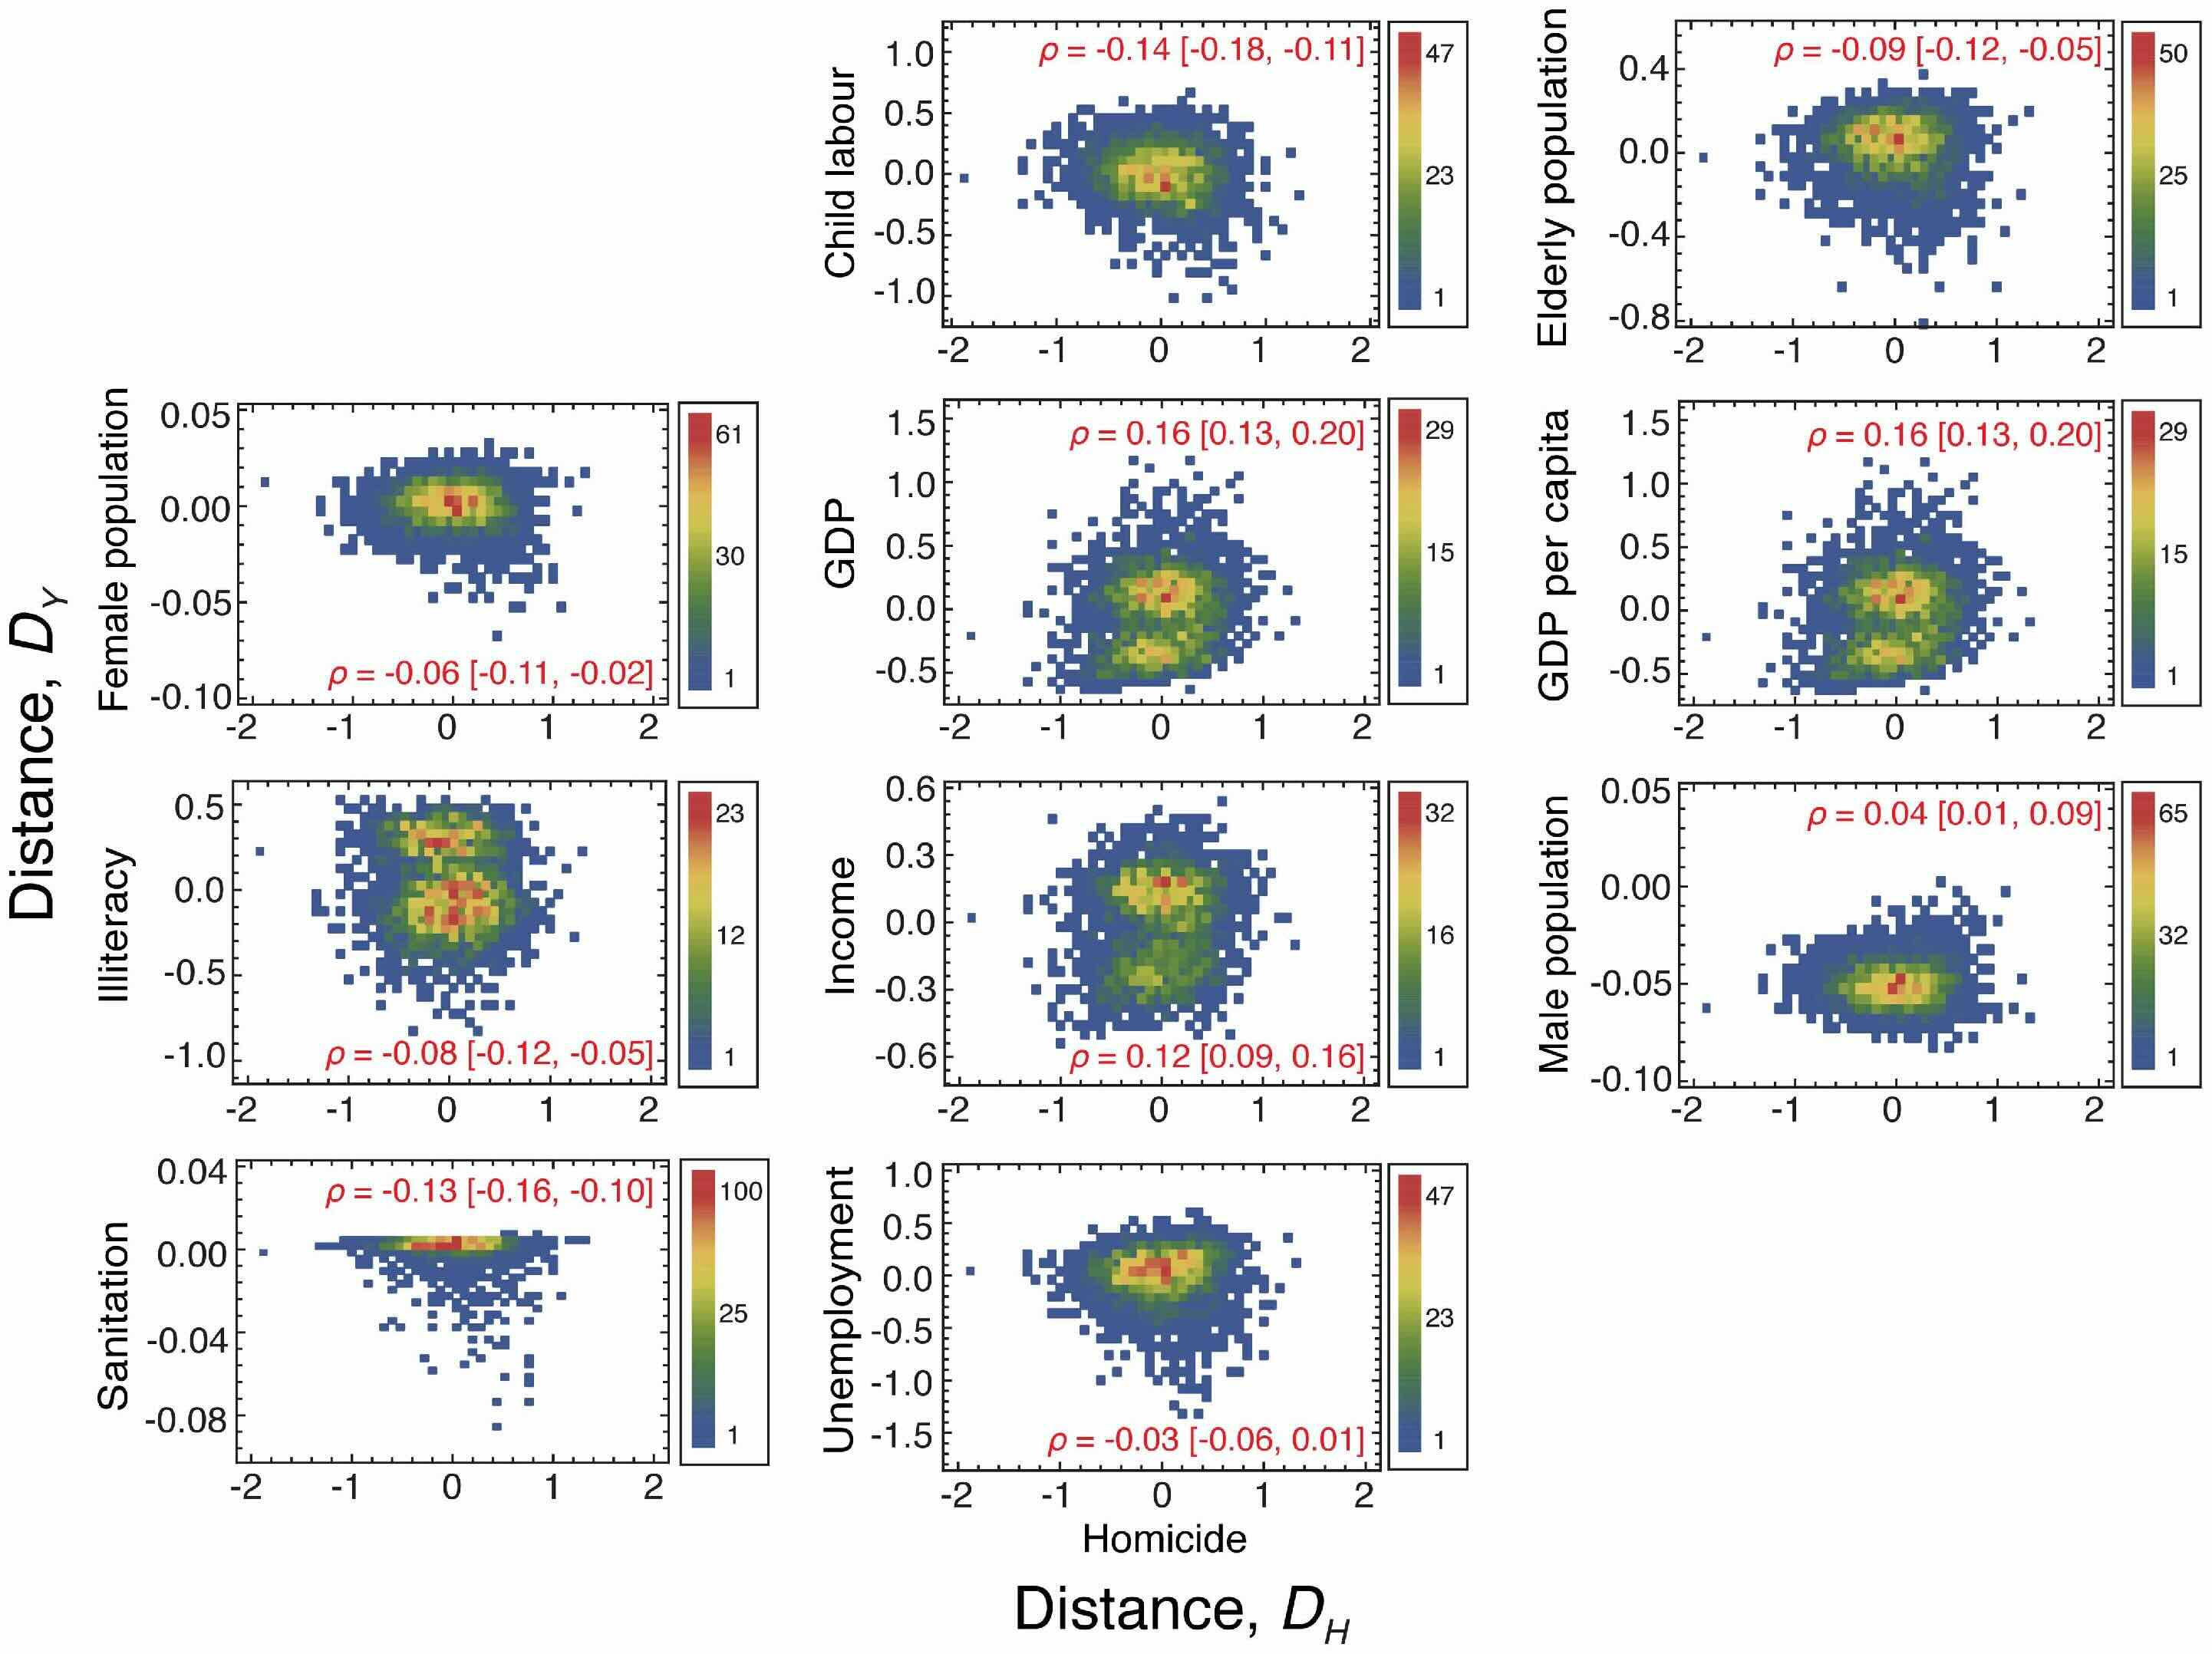 Distance, DY
Child labour
1.0
0.5
0.0
-0.5
-1.0
ρ = -0.14 [-0.18, -0.11]
47
23
1
-2 -1 0 1 2
Elderly population
0.4
0.0
-0.4
-0.8
ρ = -0.09 [-0.12, -0.05]
50
25
1
-2 -1 0 1 2
Female population
0.05
0.00
-0.05
-0.10
ρ = -0.06 [-0.11, -0.02]
61
30
1
-2 -1 0 1 2
GDP
1.5
1.0
0.5
0.0
-0.5
ρ = 0.16 [0.13, 0.20]
29
15
1
-2 -1 0 1 2
GDP per capita
1.5
1.0
0.5
0.0
-0.5
ρ = 0.16 [0.13, 0.20]
29
15
1
-2 -1 0 1 2
Illiteracy
0.5
0.0
-0.5
-1.0
ρ = -0.08 [-0.12, -0.05]
23
12
1
-2 -1 0 1 2
Income
0.6
0.3
0.0
-0.3
-0.6
ρ = 0.12 [0.09, 0.16]
32
16
1
-2 -1 0 1 2
Male population
0.05
0.00
-0.05
-0.10
ρ = 0.04 [0.01, 0.09]
65
32
1
-2 -1 0 1 2
Sanitation
0.04
0.00
-0.04
-0.08
ρ = -0.13 [-0.16, -0.10]
100
25
1
-2 -1 0 1 2
Unemployment
1.0
0.5
0.0
-0.5
-1.0
-1.5
ρ = -0.03 [-0.06, 0.01]
47
23
1
-2 -1 0 1 2
Homicide
Distance, DH